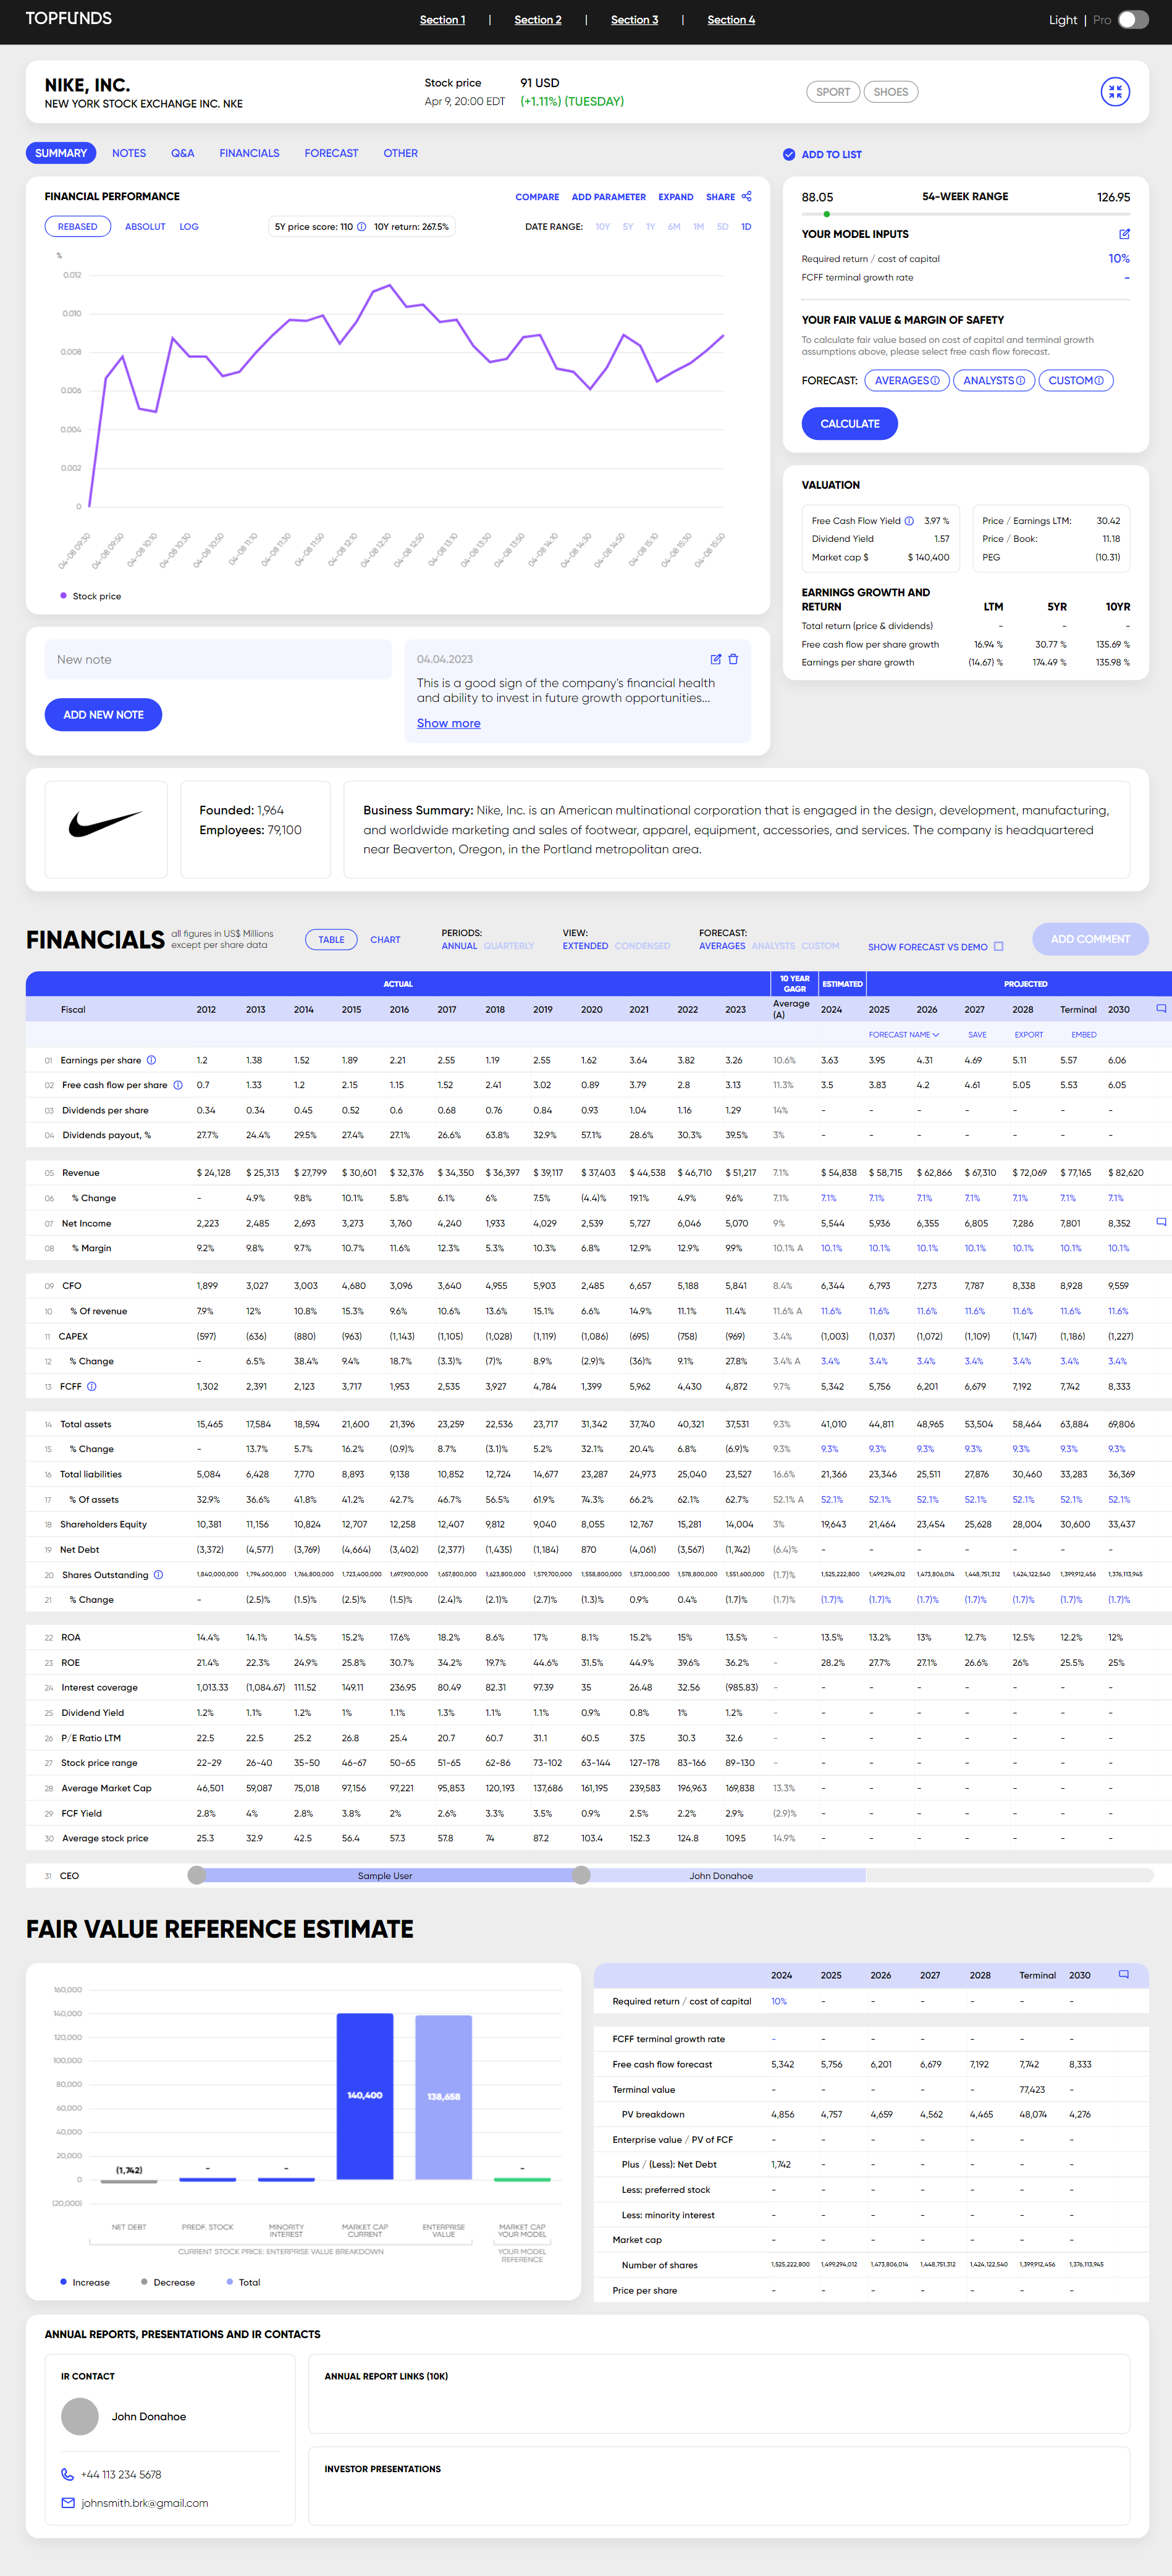 TOPFUNDS
Section 1 | Section 2 | Section 3 | Section 4
Light | Pro
NIKE, INC.
NEW YORK STOCK EXCHANGE INC. NKE
Stock price 91 USD
Apr 9, 20:00 EDT (+1.11%) (TUESDAY)
SPORT SHOES
SUMMARY NOTES Q&A FINANCIALS FORECAST OTHER
ADD TO LIST
FINANCIAL PERFORMANCE
COMPARE ADD PARAMETER EXPAND SHARE
REBASED ABSOLUT LOG
5Y price score: 110 10Y return: 267.5%
DATE RANGE: 10Y 5Y 1Y 6M 1M 5D 1D
%
0.012
0.010
0.008
0.006
0.004
0.002
0
04-08 09:30 04-08 09:50 04-08 10:10 04-08 10:30 04-08 10:50 04-08 11:10 04-08 11:30 04-08 11:50 04-08 12:10 04-08 12:30 04-08 12:50 04-08 13:10 04-08 13:30 04-08 13:50 04-08 14:10 04-08 14:30 04-08 14:50 04-08 15:10 04-08 15:30 04-08 15:50
Stock price
88.05 54-WEEK RANGE 126.95
YOUR MODEL INPUTS
Required return / cost of capital 10%
FCFF terminal growth rate -
YOUR FAIR VALUE & MARGIN OF SAFETY
To calculate fair value based on cost of capital and terminal growth
assumptions above, please select free cash flow forecast.
FORECAST: AVERAGES ANALYSTS CUSTOM
CALCULATE
VALUATION
Free Cash Flow Yield 3.97 %
Dividend Yield 1.57
Market cap $ $ 140,400
Price / Earnings LTM: 30.42
Price / Book: 11.18
PEG (10.31)
EARNINGS GROWTH AND
RETURN LTM 5YR 10YR
Total return (price & dividends) - - -
Free cash flow per share growth 16.94 % 30.77 % 135.69 %
Earnings per share growth (14.67) % 174.49 % 135.98 %
New note
ADD NEW NOTE
04.04.2023
This is a good sign of the company's financial health
and ability to invest in future growth opportunities...
Show more
Founded: 1,964
Employees: 79,100
Business Summary: Nike, Inc. is an American multinational corporation that is engaged in the design, development, manufacturing,
and worldwide marketing and sales of footwear, apparel, equipment, accessories, and services. The company is headquartered
near Beaverton, Oregon, in the Portland metropolitan area.
FINANCIALS
all figures in US$ Millions
except per share data
TABLE CHART
PERIODS:
ANNUAL QUARTERLY
VIEW:
EXTENDED CONDENSED
FORECAST:
AVERAGES ANALYSTS CUSTOM
SHOW FORECAST VS DEMO
ADD COMMENT
ACTUAL 10 YEAR GAGR ESTIMATED PROJECTED
Fiscal 2012 2013 2014 2015 2016 2017 2018 2019 2020 2021 2022 2023 Average (A) 2024 2025 2026 2027 2028 Terminal 2030
FORECAST NAME SAVE EXPORT EMBED
01 Earnings per share 1.2 1.38 1.52 1.89 2.21 2.55 1.19 2.55 1.62 3.64 3.82 3.26 10.6% 3.63 3.95 4.31 4.69 5.11 5.57 6.06
02 Free cash flow per share 0.7 1.33 1.2 2.15 1.15 1.52 2.41 3.02 0.89 3.79 2.8 3.13 11.3% 3.5 3.83 4.2 4.61 5.05 5.53 6.05
03 Dividends per share 0.34 0.34 0.45 0.52 0.6 0.68 0.76 0.84 0.93 1.04 1.16 1.29 14% - - - - - - -
04 Dividends payout, % 27.7% 24.4% 29.5% 27.4% 27.1% 26.6% 63.8% 32.9% 57.1% 28.6% 30.3% 39.5% 3% - - - - - - -
05 Revenue $ 24,128 $ 25,313 $ 27,799 $ 30,601 $ 32,376 $ 34,350 $ 36,397 $ 39,117 $ 37,403 $ 44,538 $ 46,710 $ 51,217 7.1% $ 54,838 $ 58,715 $ 62,866 $ 67,310 $ 72,069 $ 77,165 $ 82,620
06 % Change - 4.9% 9.8% 10.1% 5.8% 6.1% 6% 7.5% (4.4)% 19.1% 4.9% 9.6% 7.1% 7.1% 7.1% 7.1% 7.1% 7.1% 7.1% 7.1%
07 Net Income 2,223 2,485 2,693 3,273 3,760 4,240 1,933 4,029 2,539 5,727 6,046 5,070 9% 5,544 5,936 6,355 6,805 7,286 7,801 8,352
08 % Margin 9.2% 9.8% 9.7% 10.7% 11.6% 12.3% 5.3% 10.3% 6.8% 12.9% 12.9% 9.9% 10.1% A 10.1% 10.1% 10.1% 10.1% 10.1% 10.1% 10.1%
09 CFO 1,899 3,027 3,003 4,680 3,096 3,640 4,955 5,903 2,485 6,657 5,188 5,841 8.4% 6,344 6,793 7,273 7,787 8,338 8,928 9,559
10 % Of revenue 7.9% 12% 10.8% 15.3% 9.6% 10.6% 13.6% 15.1% 6.6% 14.9% 11.1% 11.4% 11.6% A 11.6% 11.6% 11.6% 11.6% 11.6% 11.6% 11.6%
11 CAPEX (597) (636) (880) (963) (1,143) (1,105) (1,028) (1,119) (1,086) (695) (758) (969) 3.4% (1,003) (1,037) (1,072) (1,109) (1,147) (1,186) (1,227)
12 % Change - 6.5% 38.4% 9.4% 18.7% (3.3)% (7)% 8.9% (2.9)% (36)% 9.1% 27.8% 3.4% A 3.4% 3.4% 3.4% 3.4% 3.4% 3.4% 3.4%
13 FCFF 1,302 2,391 2,123 3,717 1,953 2,535 3,927 4,784 1,399 5,962 4,430 4,872 9.7% 5,342 5,756 6,201 6,679 7,192 7,742 8,333
14 Total assets 15,465 17,584 18,594 21,600 21,396 23,259 22,536 23,717 31,342 37,740 40,321 37,531 9.3% 41,010 44,811 48,965 53,504 58,464 63,884 69,806
15 % Change - 13.7% 5.7% 16.2% (0.9)% 8.7% (3.1)% 5.2% 32.1% 20.4% 6.8% (6.9)% 9.3% 9.3% 9.3% 9.3% 9.3% 9.3% 9.3% 9.3%
16 Total liabilities 5,084 6,428 7,770 8,893 9,138 10,852 12,724 14,677 23,287 24,973 25,040 23,527 16.6% 21,366 23,346 25,511 27,876 30,460 33,283 36,369
17 % Of assets 32.9% 36.6% 41.8% 41.2% 42.7% 46.7% 56.5% 61.9% 74.3% 66.2% 62.1% 62.7% 52.1% A 52.1% 52.1% 52.1% 52.1% 52.1% 52.1% 52.1%
18 Shareholders Equity 10,381 11,156 10,824 12,707 12,258 12,407 9,812 9,040 8,055 12,767 15,281 14,004 3% 19,643 21,464 23,454 25,628 28,004 30,600 33,437
19 Net Debt (3,372) (4,577) (3,769) (4,664) (3,402) (2,377) (1,435) (1,184) 870 (4,061) (3,567) (1,742) (6.4)% - - - - - - -
20 Shares Outstanding 1,840,000,000 1,794,600,000 1,766,800,000 1,723,400,000 1,697,900,000 1,657,800,000 1,623,800,000 1,579,700,000 1,558,800,000 1,573,000,000 1,578,800,000 1,551,600,000 (1.7)% 1,525,222,800 1,499,294,012 1,473,806,014 1,448,751,312 1,424,122,540 1,399,912,456 1,376,113,945
21 % Change - (2.5)% (1.5)% (2.5)% (1.5)% (2.4)% (2.1)% (2.7)% (1.3)% 0.9% 0.4% (1.7)% (1.7)% (1.7)% (1.7)% (1.7)% (1.7)% (1.7)% (1.7)% (1.7)%
22 ROA 14.4% 14.1% 14.5% 15.2% 17.6% 18.2% 8.6% 17% 8.1% 15.2% 15% 13.5% - 13.5% 13.2% 13% 12.7% 12.5% 12.2% 12%
23 ROE 21.4% 22.3% 24.9% 25.8% 30.7% 34.2% 19.7% 44.6% 31.5% 44.9% 39.6% 36.2% - 28.2% 27.7% 27.1% 26.6% 26% 25.5% 25%
24 Interest coverage 1,013.33 (1,084.67) 111.52 149.11 236.95 80.49 82.31 97.39 35 26.48 32.56 (985.83) - - - - - - - -
25 Dividend Yield 1.2% 1.1% 1.2% 1% 1.1% 1.3% 1.1% 1.1% 0.9% 0.8% 1% 1.2% - - - - - - - -
26 P/E Ratio LTM 22.5 22.5 25.2 26.8 25.4 20.7 60.7 31.1 60.5 37.5 30.3 32.6 - - - - - - - -
27 Stock price range 22-29 26-40 35-50 46-67 50-65 51-65 62-86 73-102 63-144 127-178 83-166 89-130 - - - - - - - -
28 Average Market Cap 46,501 59,087 75,018 97,156 97,221 95,853 120,193 137,686 161,195 239,583 196,963 169,838 13.3% - - - - - - -
29 FCF Yield 2.8% 4% 2.8% 3.8% 2% 2.6% 3.3% 3.5% 0.9% 2.5% 2.2% 2.9% (2.9)% - - - - - - -
30 Average stock price 25.3 32.9 42.5 56.4 57.3 57.8 74 87.2 103.4 152.3 124.8 109.5 14.9% - - - - - - -
31 CEO Sample User John Donahoe
FAIR VALUE REFERENCE ESTIMATE
160,000
140,000
120,000
100,000
80,000
60,000
40,000
20,000
0
(20,000)
(1,742) - - 140,400 138,658 -
NET DEBT PREDF. STOCK MINORITY INTEREST MARKET CAP CURRENT ENTERPRISE VALUE MARKET CAP YOUR MODEL
CURRENT STOCK PRICE: ENTERPRISE VALUE BREAKDOWN YOUR MODEL REFERENCE
Increase Decrease Total
2024 2025 2026 2027 2028 Terminal 2030
Required return / cost of capital 10% - - - - - -
FCFF terminal growth rate - - - - - - -
Free cash flow forecast 5,342 5,756 6,201 6,679 7,192 7,742 8,333
Terminal value - - - - - 77,423 -
PV breakdown 4,856 4,757 4,659 4,562 4,465 48,074 4,276
Enterprise value / PV of FCF - - - - - - -
Plus / (Less): Net Debt 1,742 - - - - - -
Less: preferred stock - - - - - - -
Less: minority interest - - - - - - -
Market cap - - - - - - -
Number of shares 1,525,222,800 1,499,294,012 1,473,806,014 1,448,751,312 1,424,122,540 1,399,912,456 1,376,113,945
Price per share - - - - - - -
ANNUAL REPORTS, PRESENTATIONS AND IR CONTACTS
IR CONTACT
John Donahoe
+44 113 234 5678
johnsmith.brk@gmail.com
ANNUAL REPORT LINKS (10K)
INVESTOR PRESENTATIONS